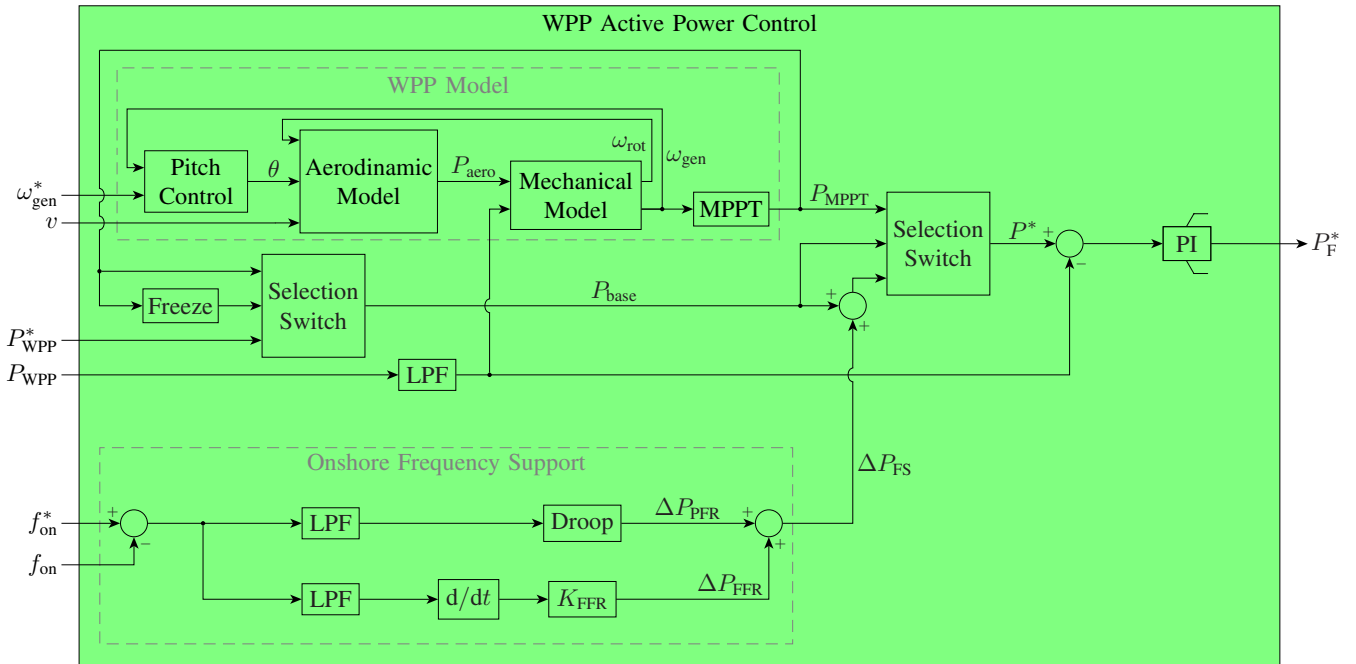 WPP Active Power Control
WPP Model
ω_rot
ω_gen
Pitch
Control
θ
Aerodinamic
Model
P_aero
Mechanical
Model
MPPT
P_MPPT
ω*_gen
v
Selection
Switch
P*
+
−
PI
P*_F
Freeze
Selection
Switch
P_base
+
+
P*_WPP
P_WPP
LPF
Onshore Frequency Support
ΔP_FS
f*_on
+
−
f_on
LPF
Droop
ΔP_PFR
+
+
LPF
d/dt
K_FFR
ΔP_FFR